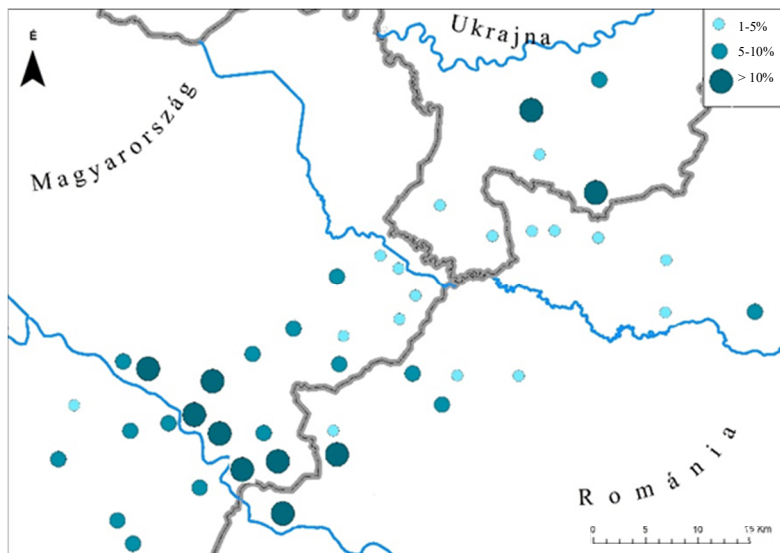 É
Ukrajna
1-5%
5-10%
> 10%
Magyarország
Románia
0 5 10 15 Km